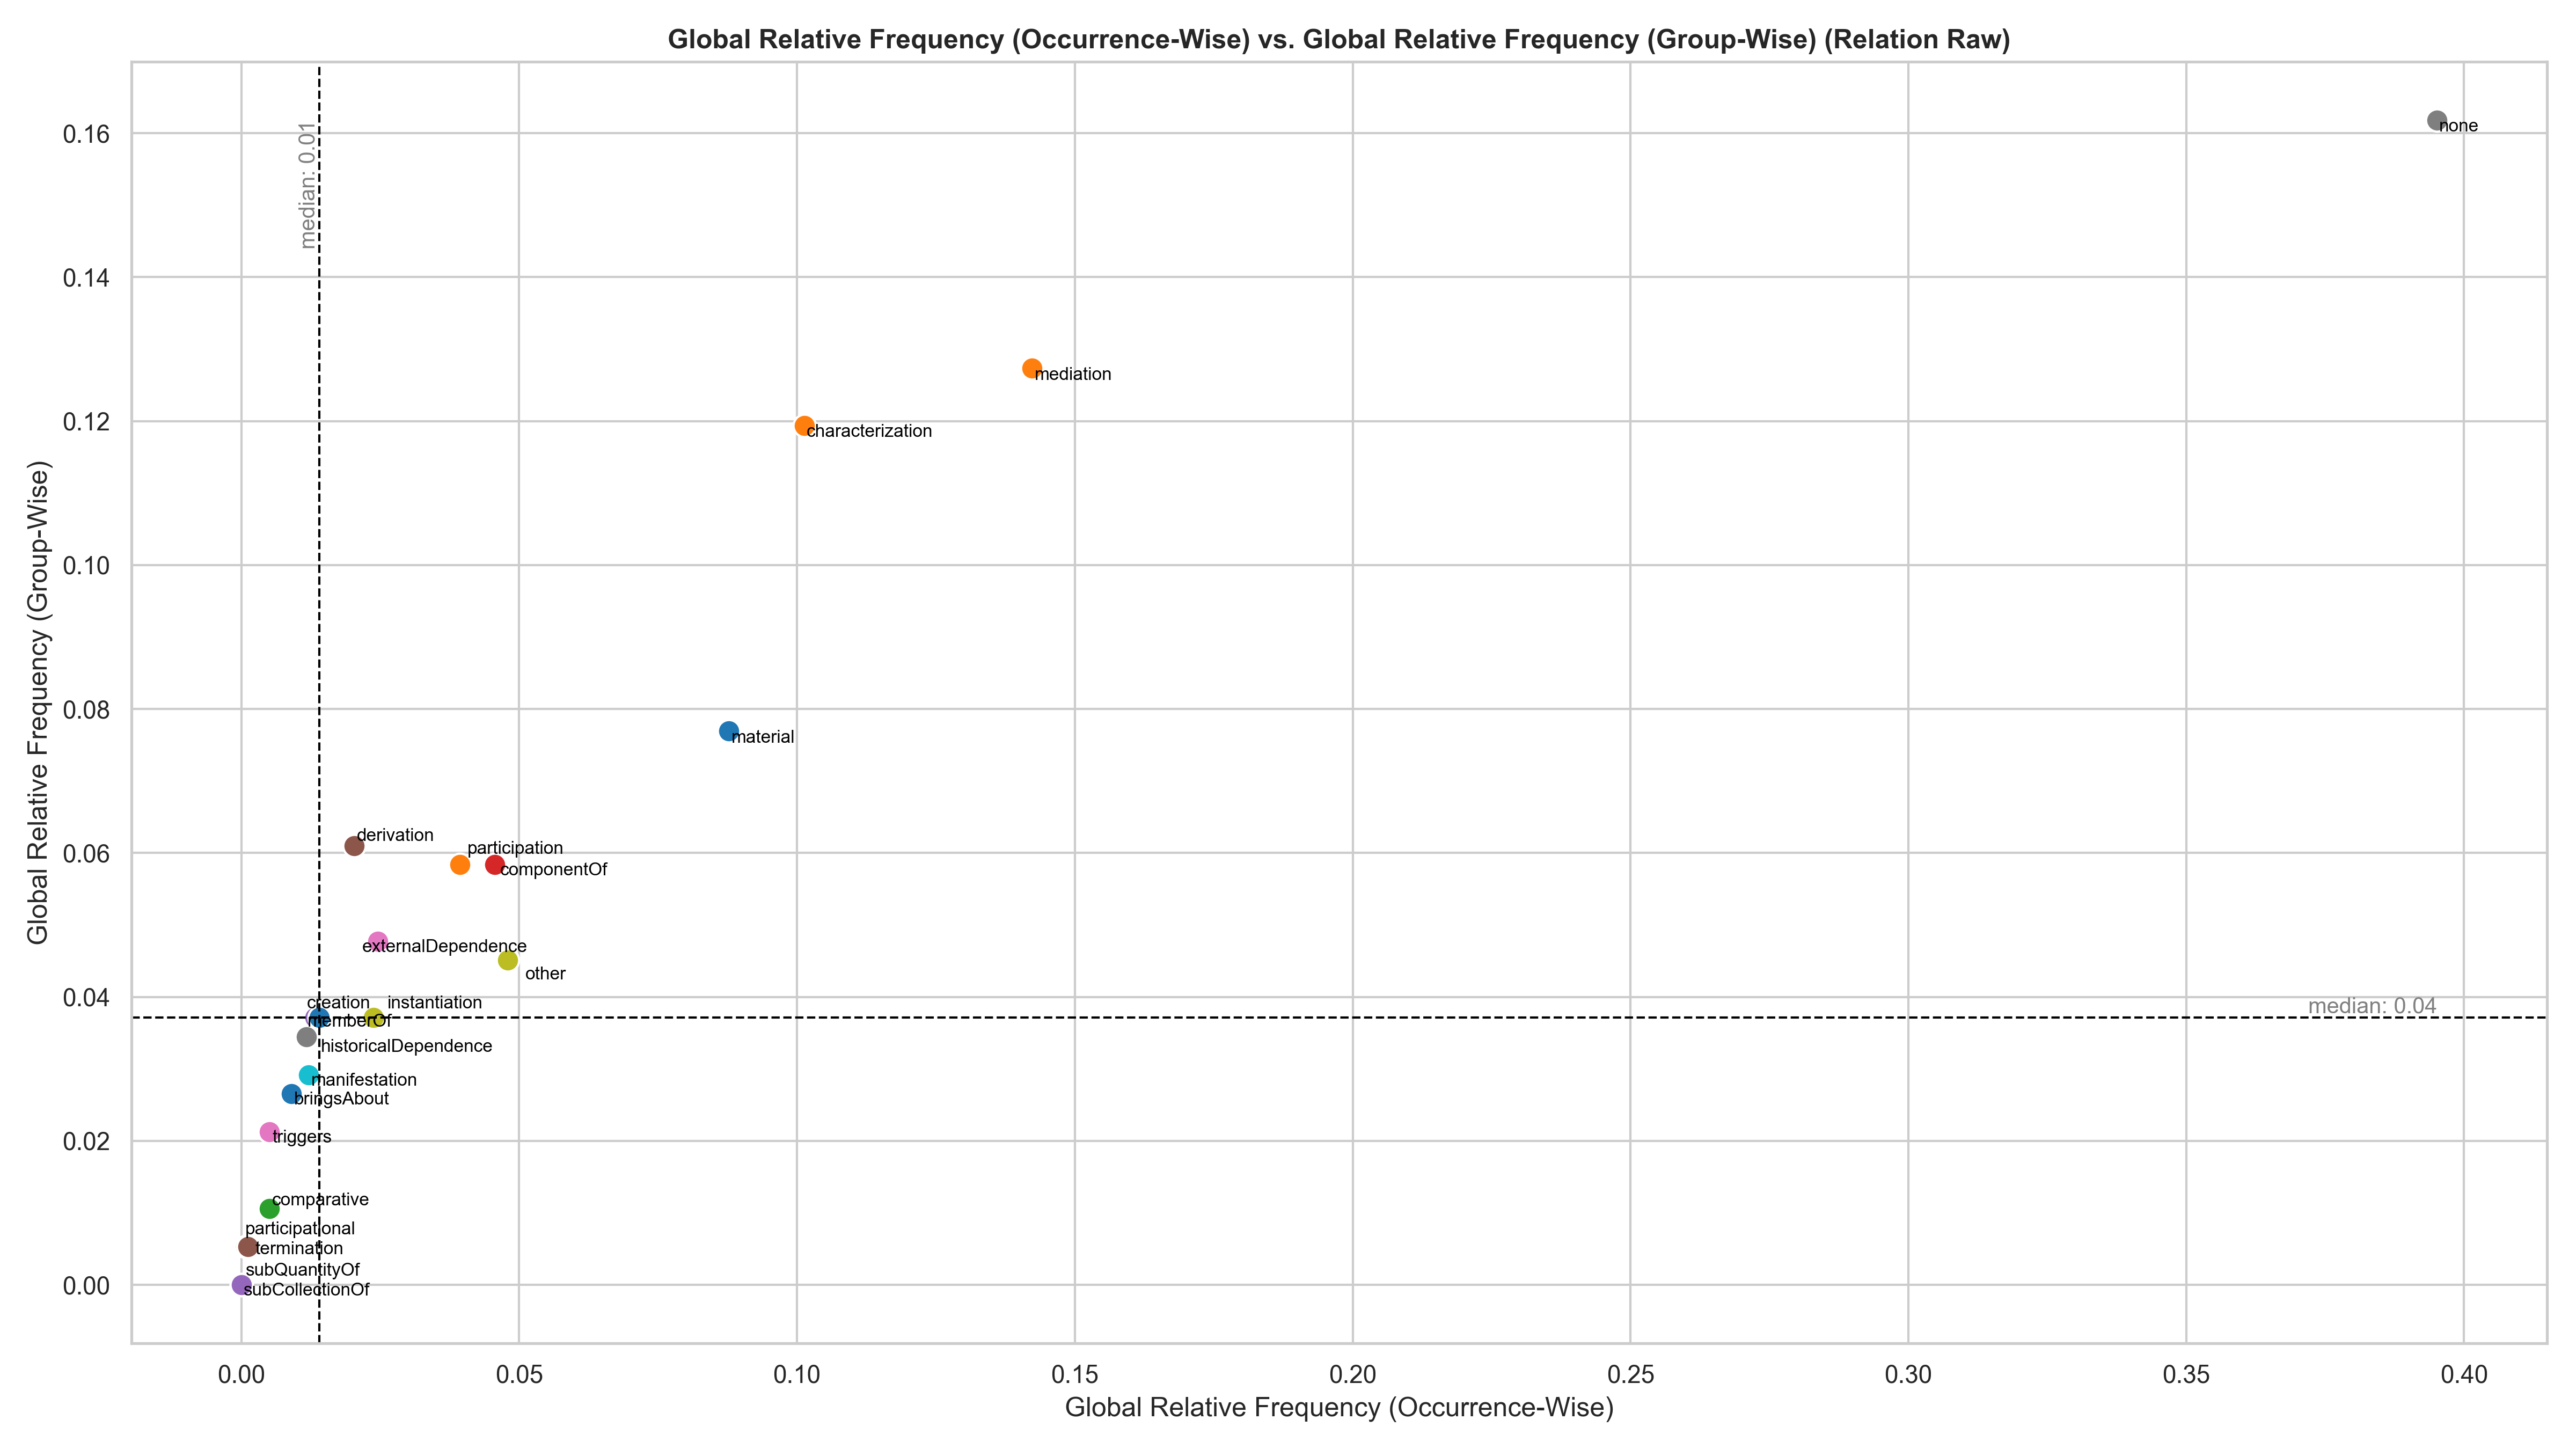 Global Relative Frequency (Occurrence-Wise) vs. Global Relative Frequency (Group-Wise) (Relation Raw)
Global Relative Frequency (Group-Wise)
0.16
0.14
0.12
0.10
0.08
0.06
0.04
0.02
0.00
median: 0.01
none
mediation
characterization
material
derivation
participation
componentOf
externalDependence
other
creation
instantiation
median: 0.04
memberOf
historicalDependence
manifestation
bringsAbout
triggers
comparative
participational
termination
subQuantityOf
subCollectionOf
0.00
0.05
0.10
0.15
0.20
0.25
0.30
0.35
0.40
Global Relative Frequency (Occurrence-Wise)